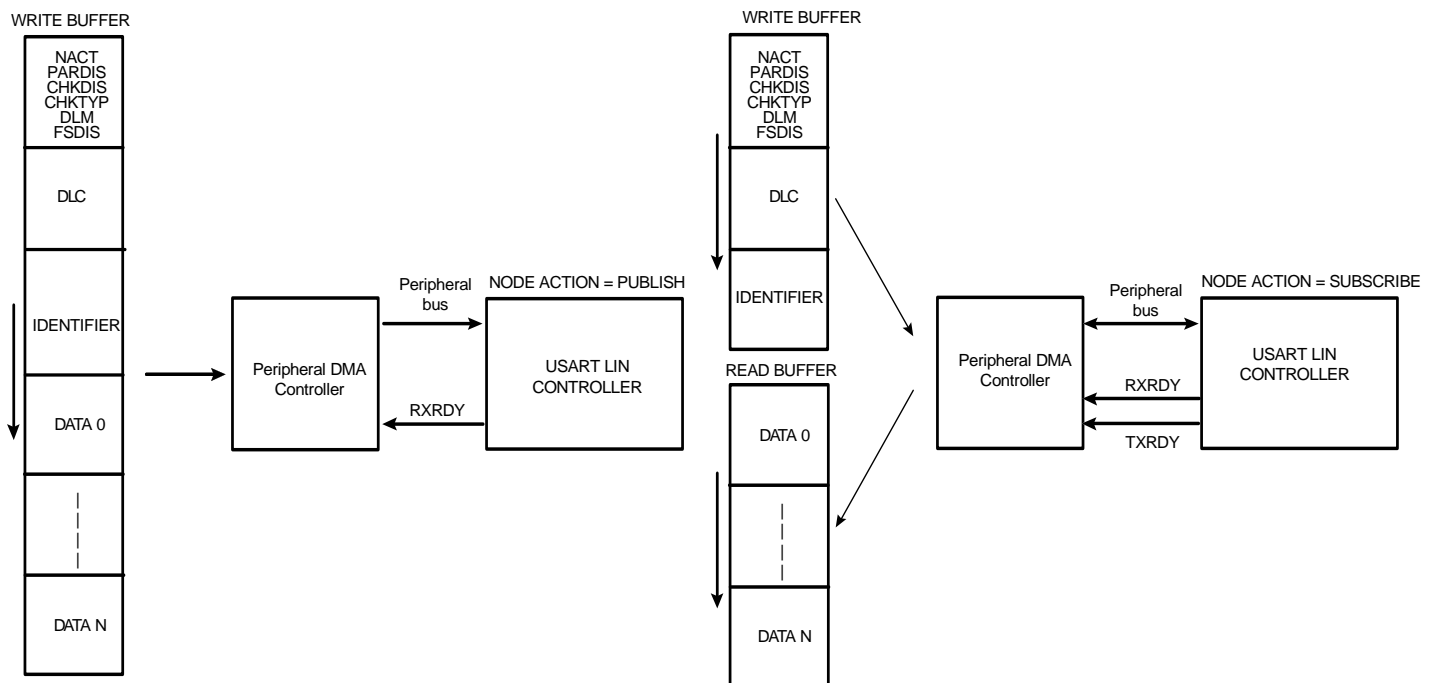 WRITE BUFFER
NACT
PARDIS
CHKDIS
CHKTYP
DLM
FSDIS
DLC
IDENTIFIER
DATA 0
DATA N
Peripheral DMA
Controller
Peripheral
bus
RXRDY
NODE ACTION = PUBLISH
USART LIN
CONTROLLER
WRITE BUFFER
NACT
PARDIS
CHKDIS
CHKTYP
DLM
FSDIS
DLC
IDENTIFIER
READ BUFFER
DATA 0
DATA N
Peripheral DMA
Controller
Peripheral
bus
RXRDY
TXRDY
NODE ACTION = SUBSCRIBE
USART LIN
CONTROLLER